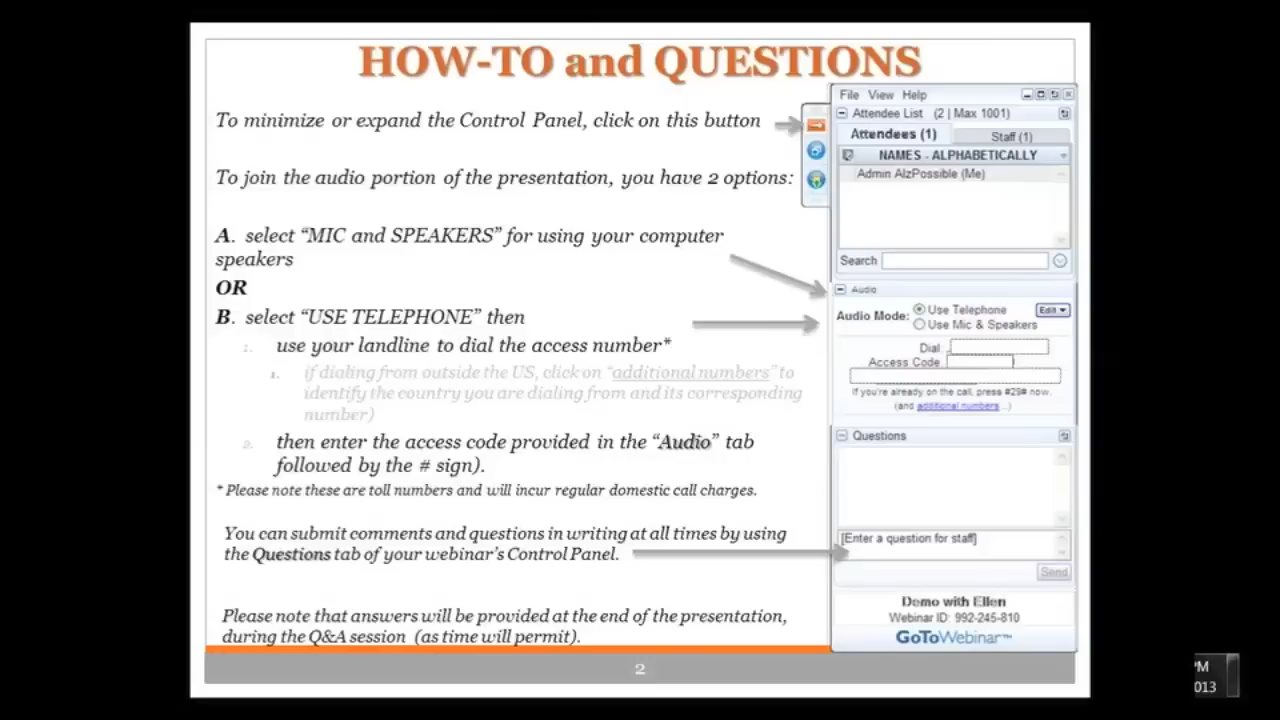 HOW-TO and QUESTIONS
To minimize or expand the Control Panel, click on this button
To join the audio portion of the presentation, you have 2 options:
A. select “MIC and SPEAKERS” for using your computer
speakers
OR
B. select “USE TELEPHONE” then
1. use your landline to dial the access number*
1. if dialing from outside the US, click on “additional numbers” to
identify the country you are dialing from and its corresponding
number)
2. then enter the access code provided in the “Audio” tab
followed by the # sign).
* Please note these are toll numbers and will incur regular domestic call charges.
You can submit comments and questions in writing at all times by using
the Questions tab of your webinar’s Control Panel.
Please note that answers will be provided at the end of the presentation,
during the Q&A session (as time will permit).
2
File View Help
Attendee List (2 | Max 1001)
Attendees (1) Staff (1)
NAMES - ALPHABETICALLY
Admin AlzPossible (Me)
Search
Audio
Audio Mode: Use Telephone Edit
Use Mic & Speakers
Dial:
Access Code
If you're already on the call, press #29# now.
(and additional numbers...)
Questions
[Enter a question for staff]
Send
Demo with Ellen
Webinar ID: 992-245-810
GoToWebinar™
PM
013